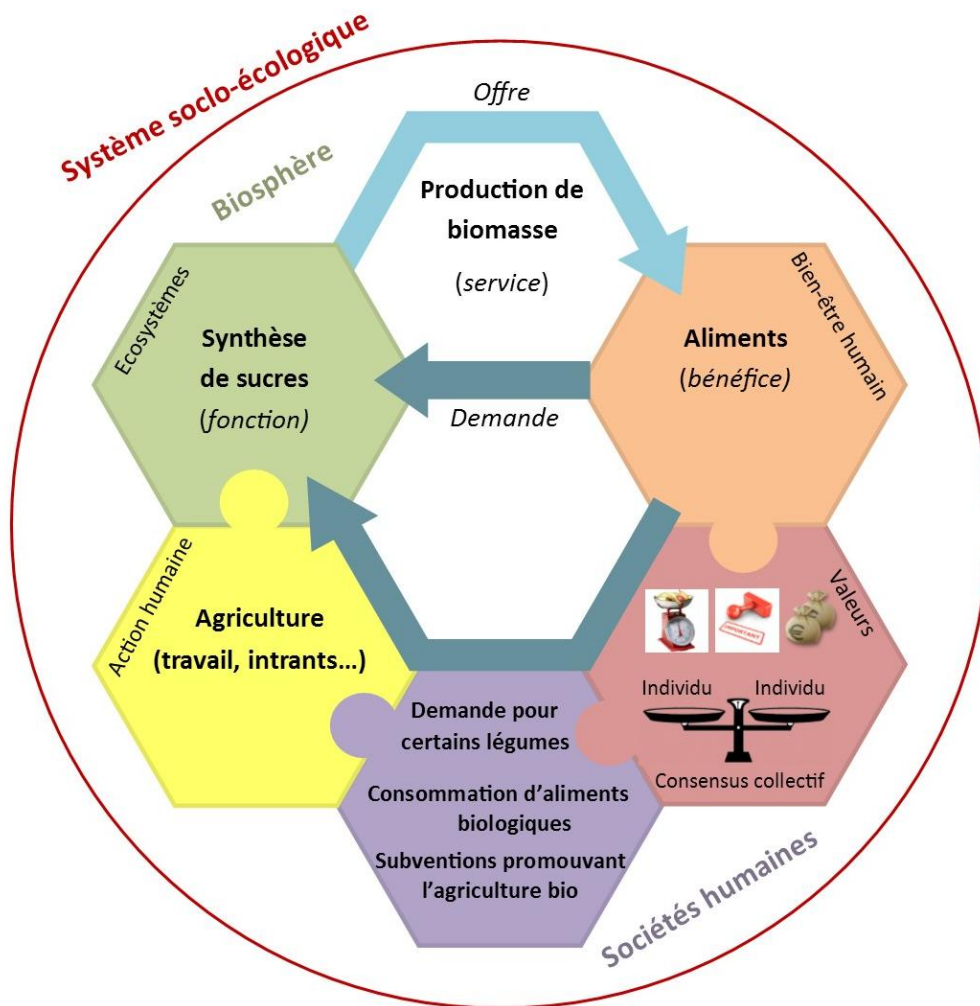 Système soclo-écologique
Biosphère
Offre
Production de
biomasse
(service)
Ecosystèmes
Synthèse
de sucres
(fonction)
Bien-être humain
Aliments
(bénéfice)
Demande
Action humaine
Agriculture
(travail, intrants...)
Valeurs
IMPORTANT
€
Individu Individu
Consensus collectif
Demande pour
certains légumes
Consommation d'aliments
biologiques
Subventions promouvant
l'agriculture bio
Sociétés humaines